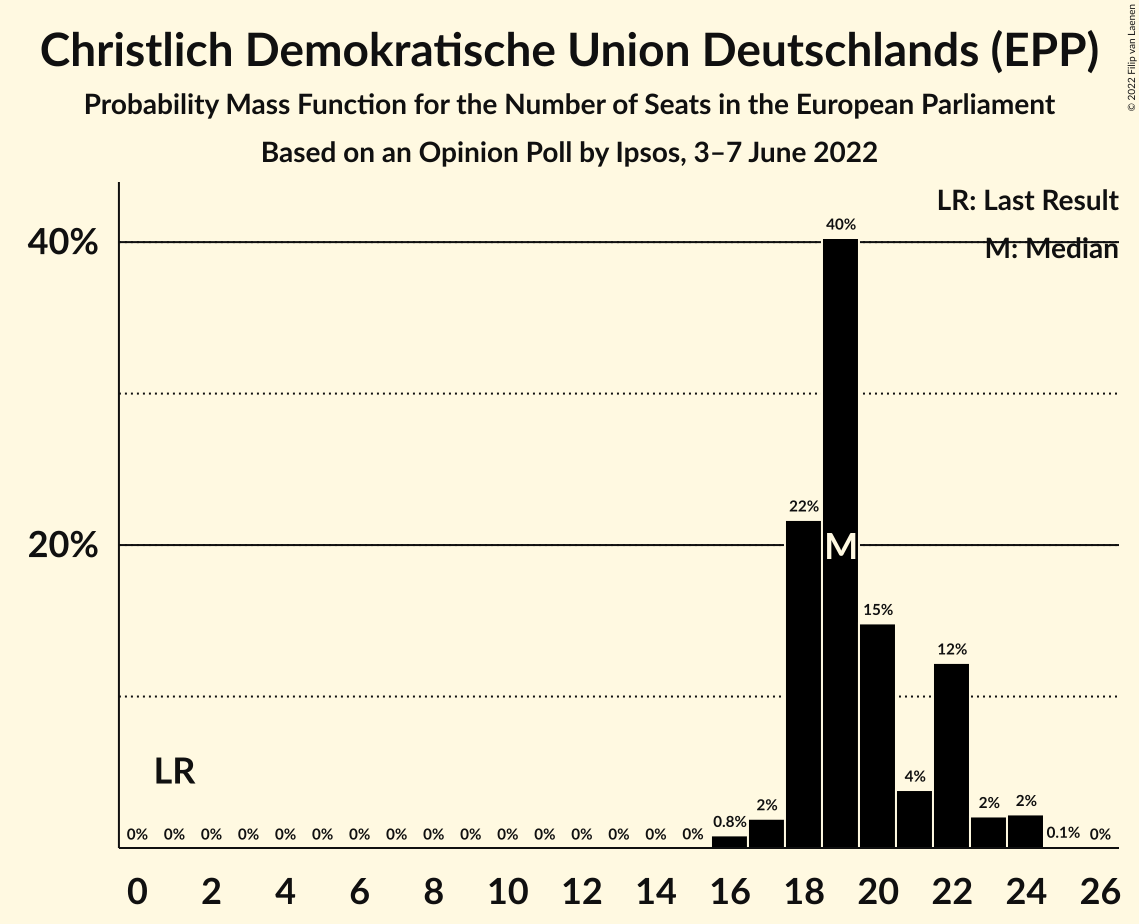 Christlich Demokratische Union Deutschlands (EPP)
Probability Mass Function for the Number of Seats in the European Parliament
Based on an Opinion Poll by Ipsos, 3–7 June 2022
© 2022 Filip van Laenen
LR: Last Result
M: Median
40%
20%
40%
22%
M
15%
12%
LR
4%
0% 0% 0% 0% 0% 0% 0% 0% 0% 0% 0% 0% 0% 0% 0% 0% 0.8% 2% 2% 2% 0.1% 0%
0 2 4 6 8 10 12 14 16 18 20 22 24 26